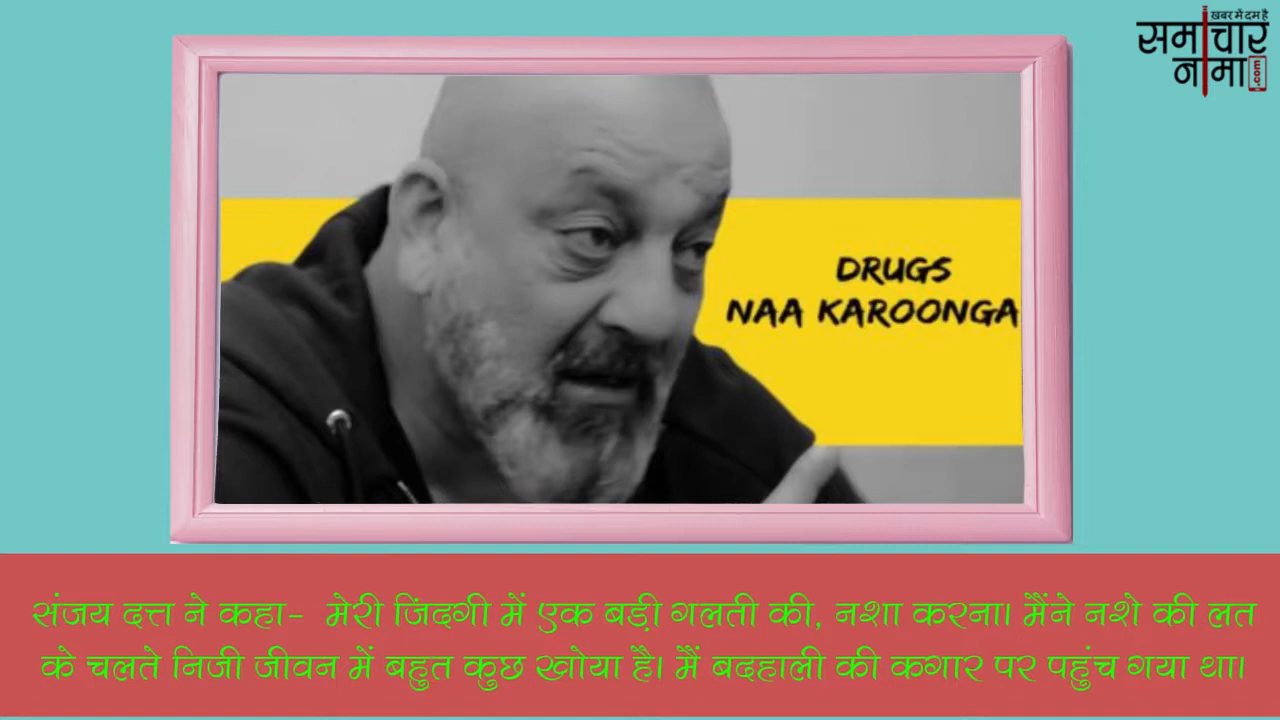 ख़बर में दम है
समाचार
नामा
.com
DRUGS
NAA KAROONGA
संजय दत्त ने कहा- मेरी जिंदगी में एक बड़ी गलती की, नशा करना। मैंने नशे की लत
के चलते निजी जीवन में बहुत कुछ खोया है। मैं बदहाली की कगार पर पहुंच गया था।